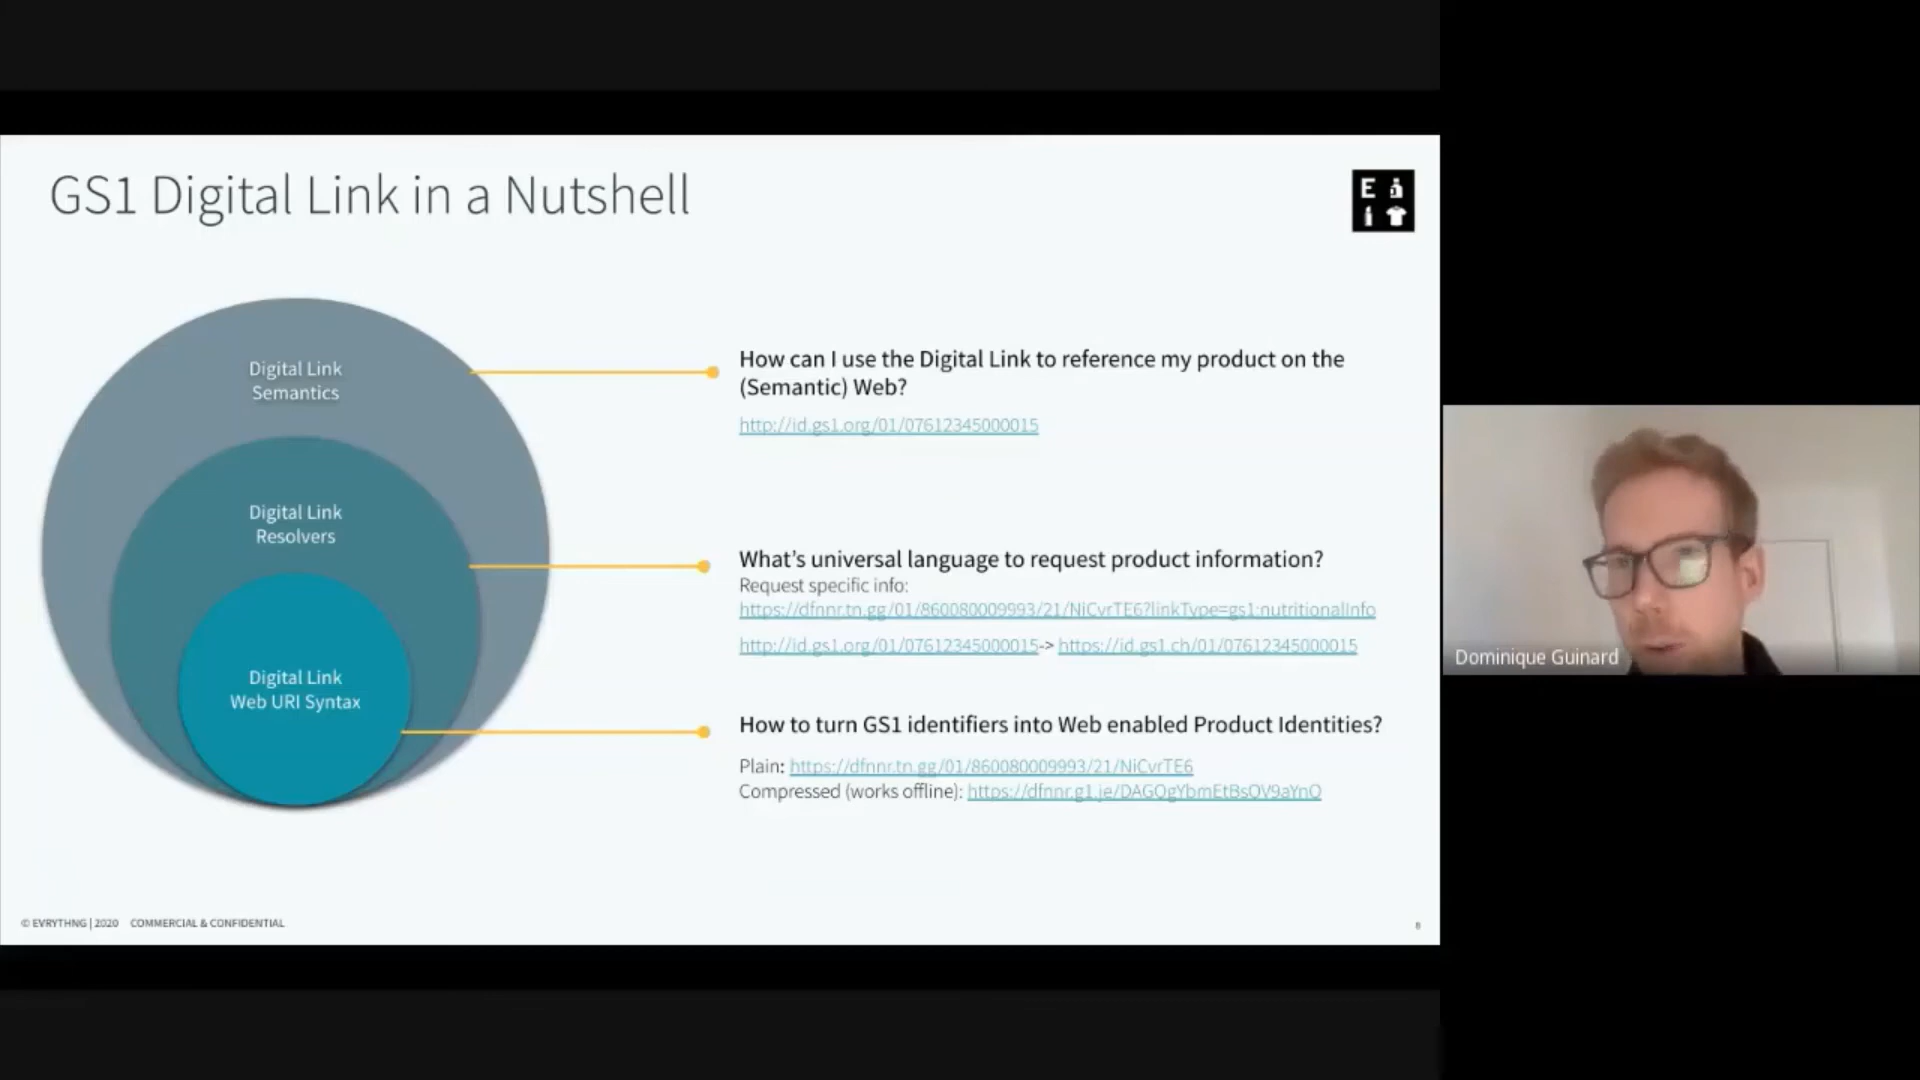 GS1 Digital Link in a Nutshell
E
Digital Link
Semantics
How can I use the Digital Link to reference my product on the
(Semantic) Web?
http://id.gs1.org/01/07612345000015
Digital Link
Resolvers
What's universal language to request product information?
Request specific info:
https://dfnnr.tn.gg/01/860080009993/21/NiCvrTE6?linkType=gs1:nutritionalInfo
http://id.gs1.org/01/07612345000015-> https://id.gs1.ch/01/07612345000015
Digital Link
Web URI Syntax
How to turn GS1 identifiers into Web enabled Product Identities?
Plain: https://dfnnr.tn.gg/01/860080009993/21/NiCvrTE6
Compressed (works offline): https://dfnnr.g1.je/DAGQgYbmEtBsQV9aYnQ
Dominique Guinard
© EVRYTHNG | 2020 COMMERCIAL & CONFIDENTIAL
8